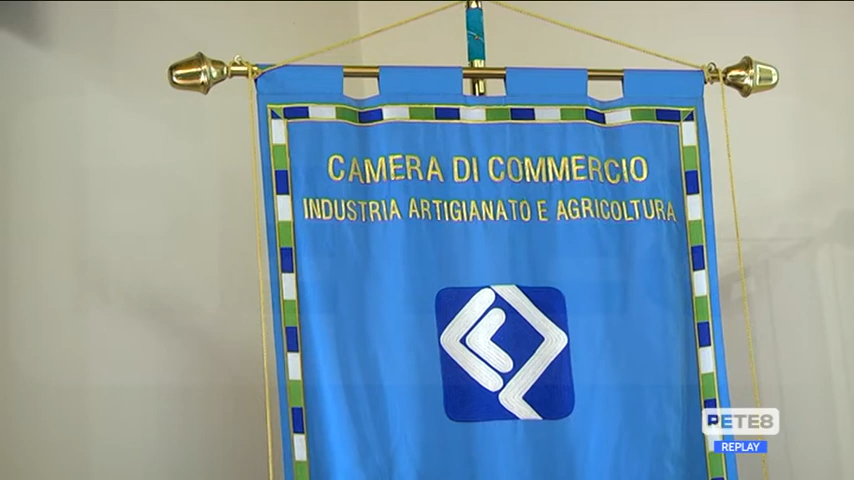 CAMERA DI COMMERCIO
INDUSTRIA ARTIGIANATO E AGRICOLTURA
RETE8
REPLAY